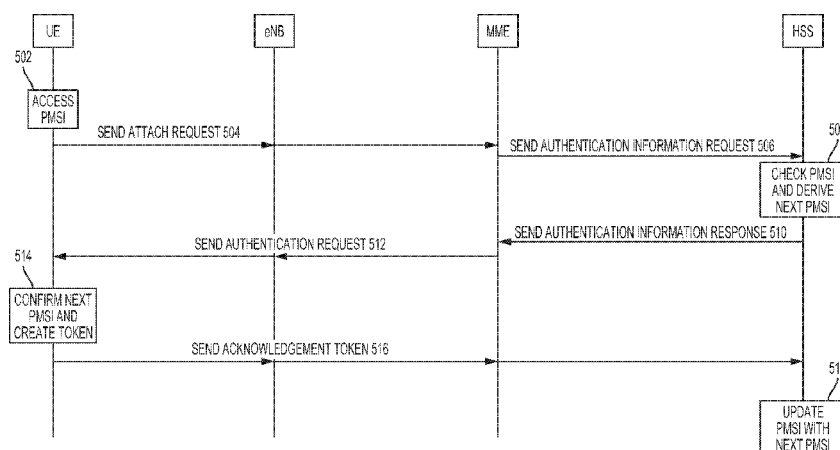 UE
eNB
MME
HSS
502
ACCESS
PMSI
SEND ATTACH REQUEST 504
SEND AUTHENTICATION INFORMATION REQUEST 506
50
CHECK PMSI
AND DERIVE
NEXT PMSI
SEND AUTHENTICATION INFORMATION RESPONSE 510
SEND AUTHENTICATION REQUEST 512
514
CONFIRM NEXT
PMSI AND
CREATE TOKEN
SEND ACKNOWLEDGEMENT TOKEN 516
51
UPDATE
PMSI WITH
NEXT PMSI